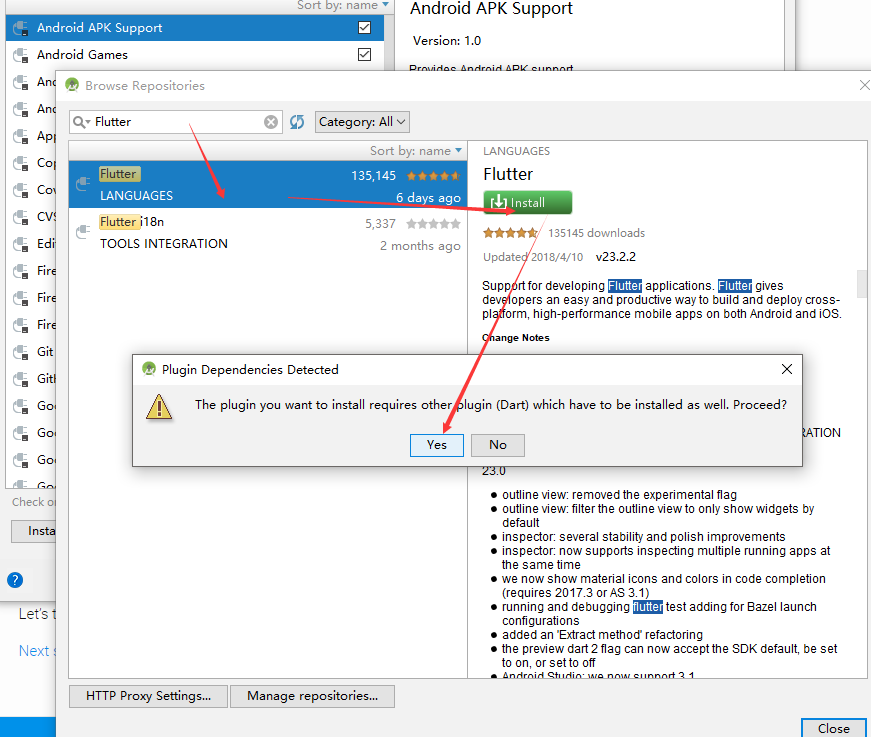 Sort by: name
Android APK Support
Android Games
Android APK Support
Version: 1.0
Provides Android APK support
Browse Repositories
Flutter
Category: All
Sort by: name
Flutter
135,145
LANGUAGES
6 days ago
Flutter i18n
5,337
TOOLS INTEGRATION
2 months ago
LANGUAGES
Flutter
Install
135145 downloads
Updated 2018/4/10 v23.2.2
Support for developing Flutter applications. Flutter gives
developers an easy and productive way to build and deploy cross-
platform, high-performance mobile apps on both Android and iOS.
Change Notes
Plugin Dependencies Detected
The plugin you want to install requires other plugin (Dart) which have to be installed as well. Proceed?
Yes
No
RATION
23.0
outline view: removed the experimental flag
outline view: filter the outline view to only show widgets by
default
inspector: several stability and polish improvements
inspector: now supports inspecting multiple running apps at
the same time
we now show material icons and colors in code completion
(requires 2017.3 or AS 3.1)
running and debugging flutter test adding for Bazel launch
configurations
added an 'Extract method' refactoring
the preview dart 2 flag can now accept the SDK default, be set
to on, or set to off
Android Studio: we now support 3.1
And
And
App
Cop
Cov
CVS
Edi
Fire
Fire
Fire
Git
Gith
Goo
Goo
Goo
Goo
Check or
Insta
?
Let's t
Next s
HTTP Proxy Settings...
Manage repositories...
Close